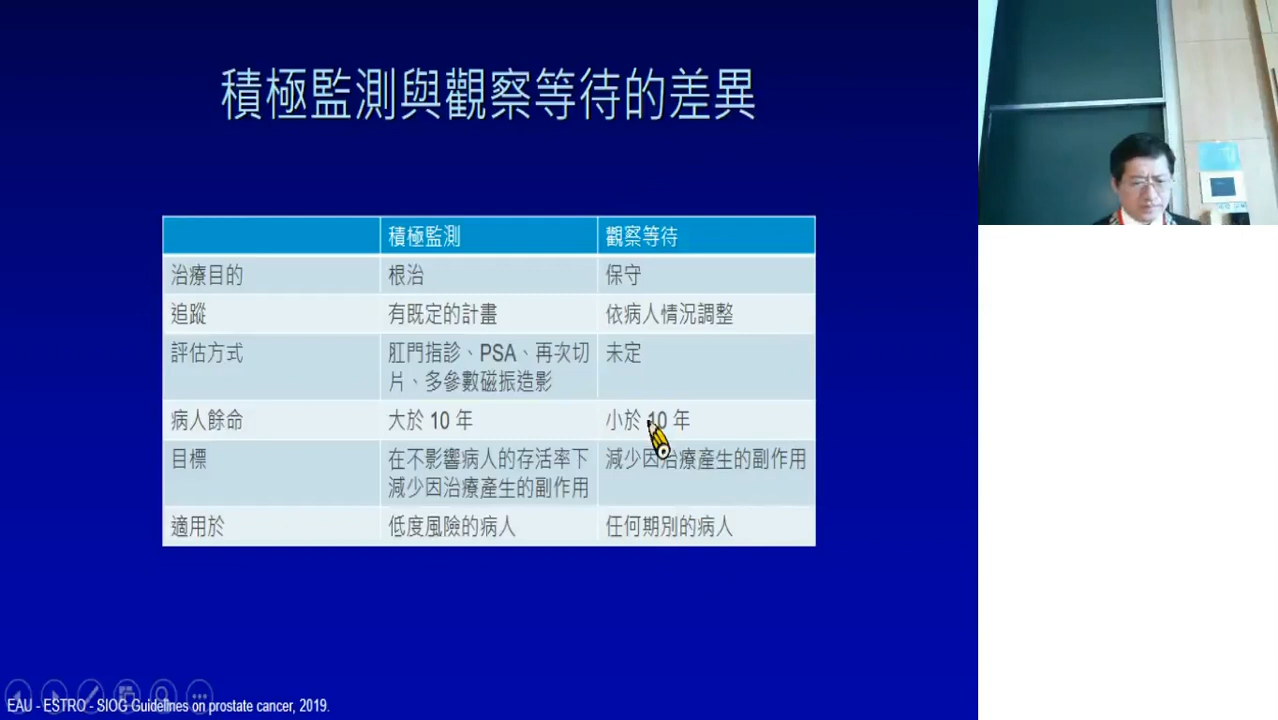 積極監測與觀察等待的差異
積極監測 觀察等待
治療目的 根治 保守
追蹤 有既定的計畫 依病人情況調整
評估方式 肛門指診、PSA、再次切片、多參數磁振造影 未定
病人餘命 大於 10 年 小於 10 年
目標 在不影響病人的存活率下減少因治療產生的副作用 減少因治療產生的副作用
適用於 低度風險的病人 任何期別的病人
EAU - ESTRO - SIOG Guidelines on prostate cancer, 2019.